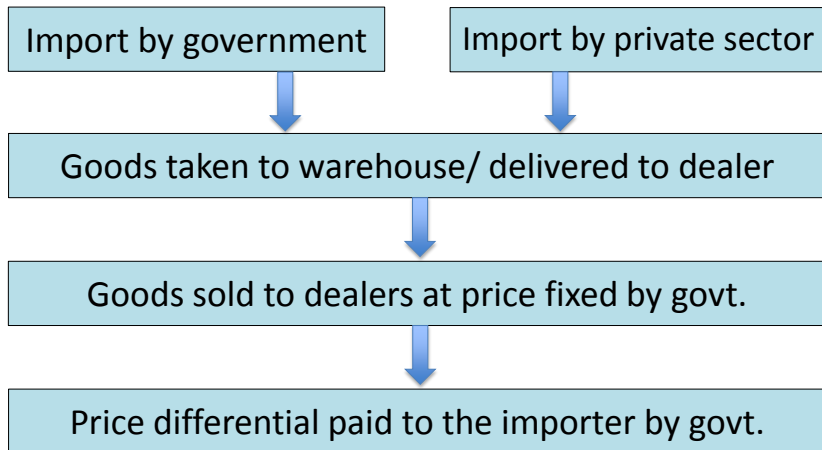 Import by government
Import by private sector
Goods taken to warehouse/ delivered to dealer
Goods sold to dealers at price fixed by govt.
Price differential paid to the importer by govt.